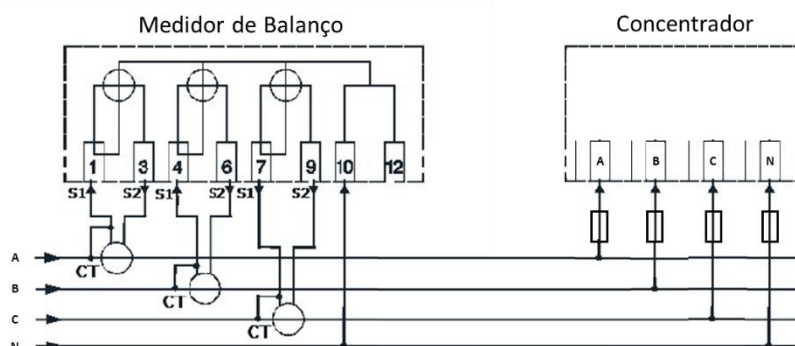 Medidor de Balanço
Concentrador
1 3 4 6 7 9 10 12
A B C N
S1 S2 S1 S2 S1 S2
A
CT
B
CT
C
CT
N